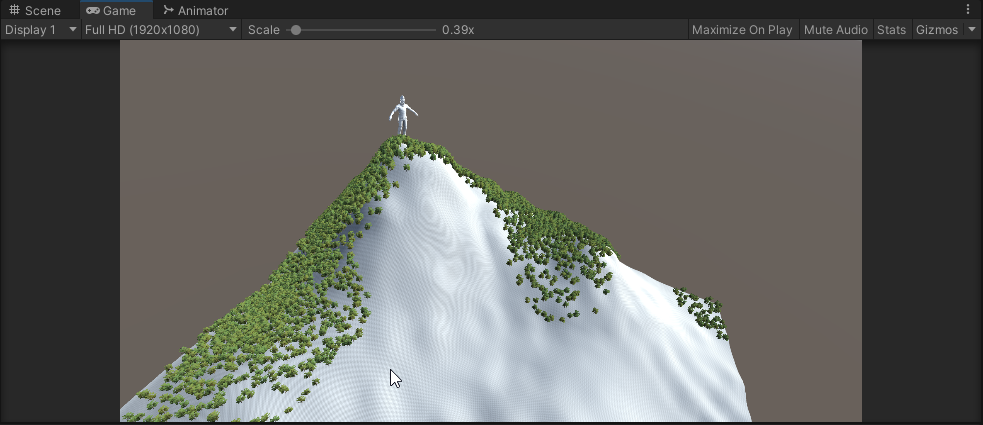 Scene Game Animator
Display 1 Full HD (1920x1080) Scale 0.39x Maximize On Play Mute Audio Stats Gizmos